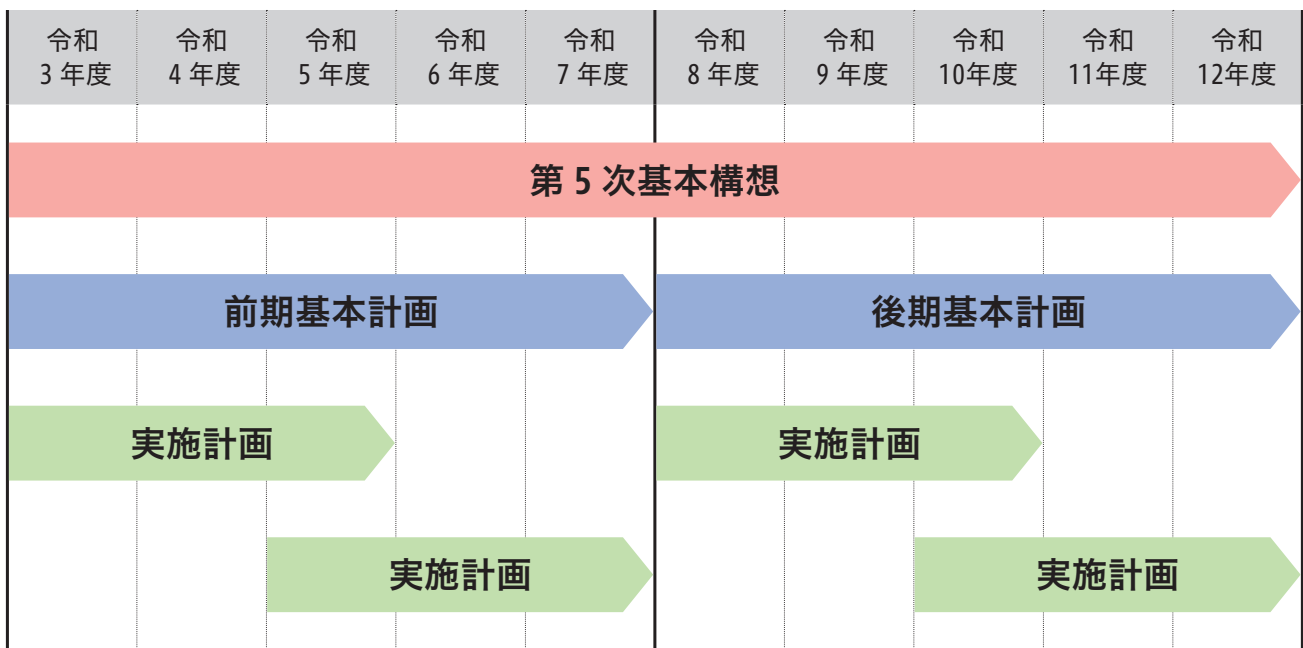 令和
3 年度
令和
4 年度
令和
5 年度
令和
6 年度
令和
7 年度
令和
8 年度
令和
9 年度
令和
10年度
令和
11年度
令和
12年度
第 5 次基本構想
前期基本計画
後期基本計画
実施計画
実施計画
実施計画
実施計画